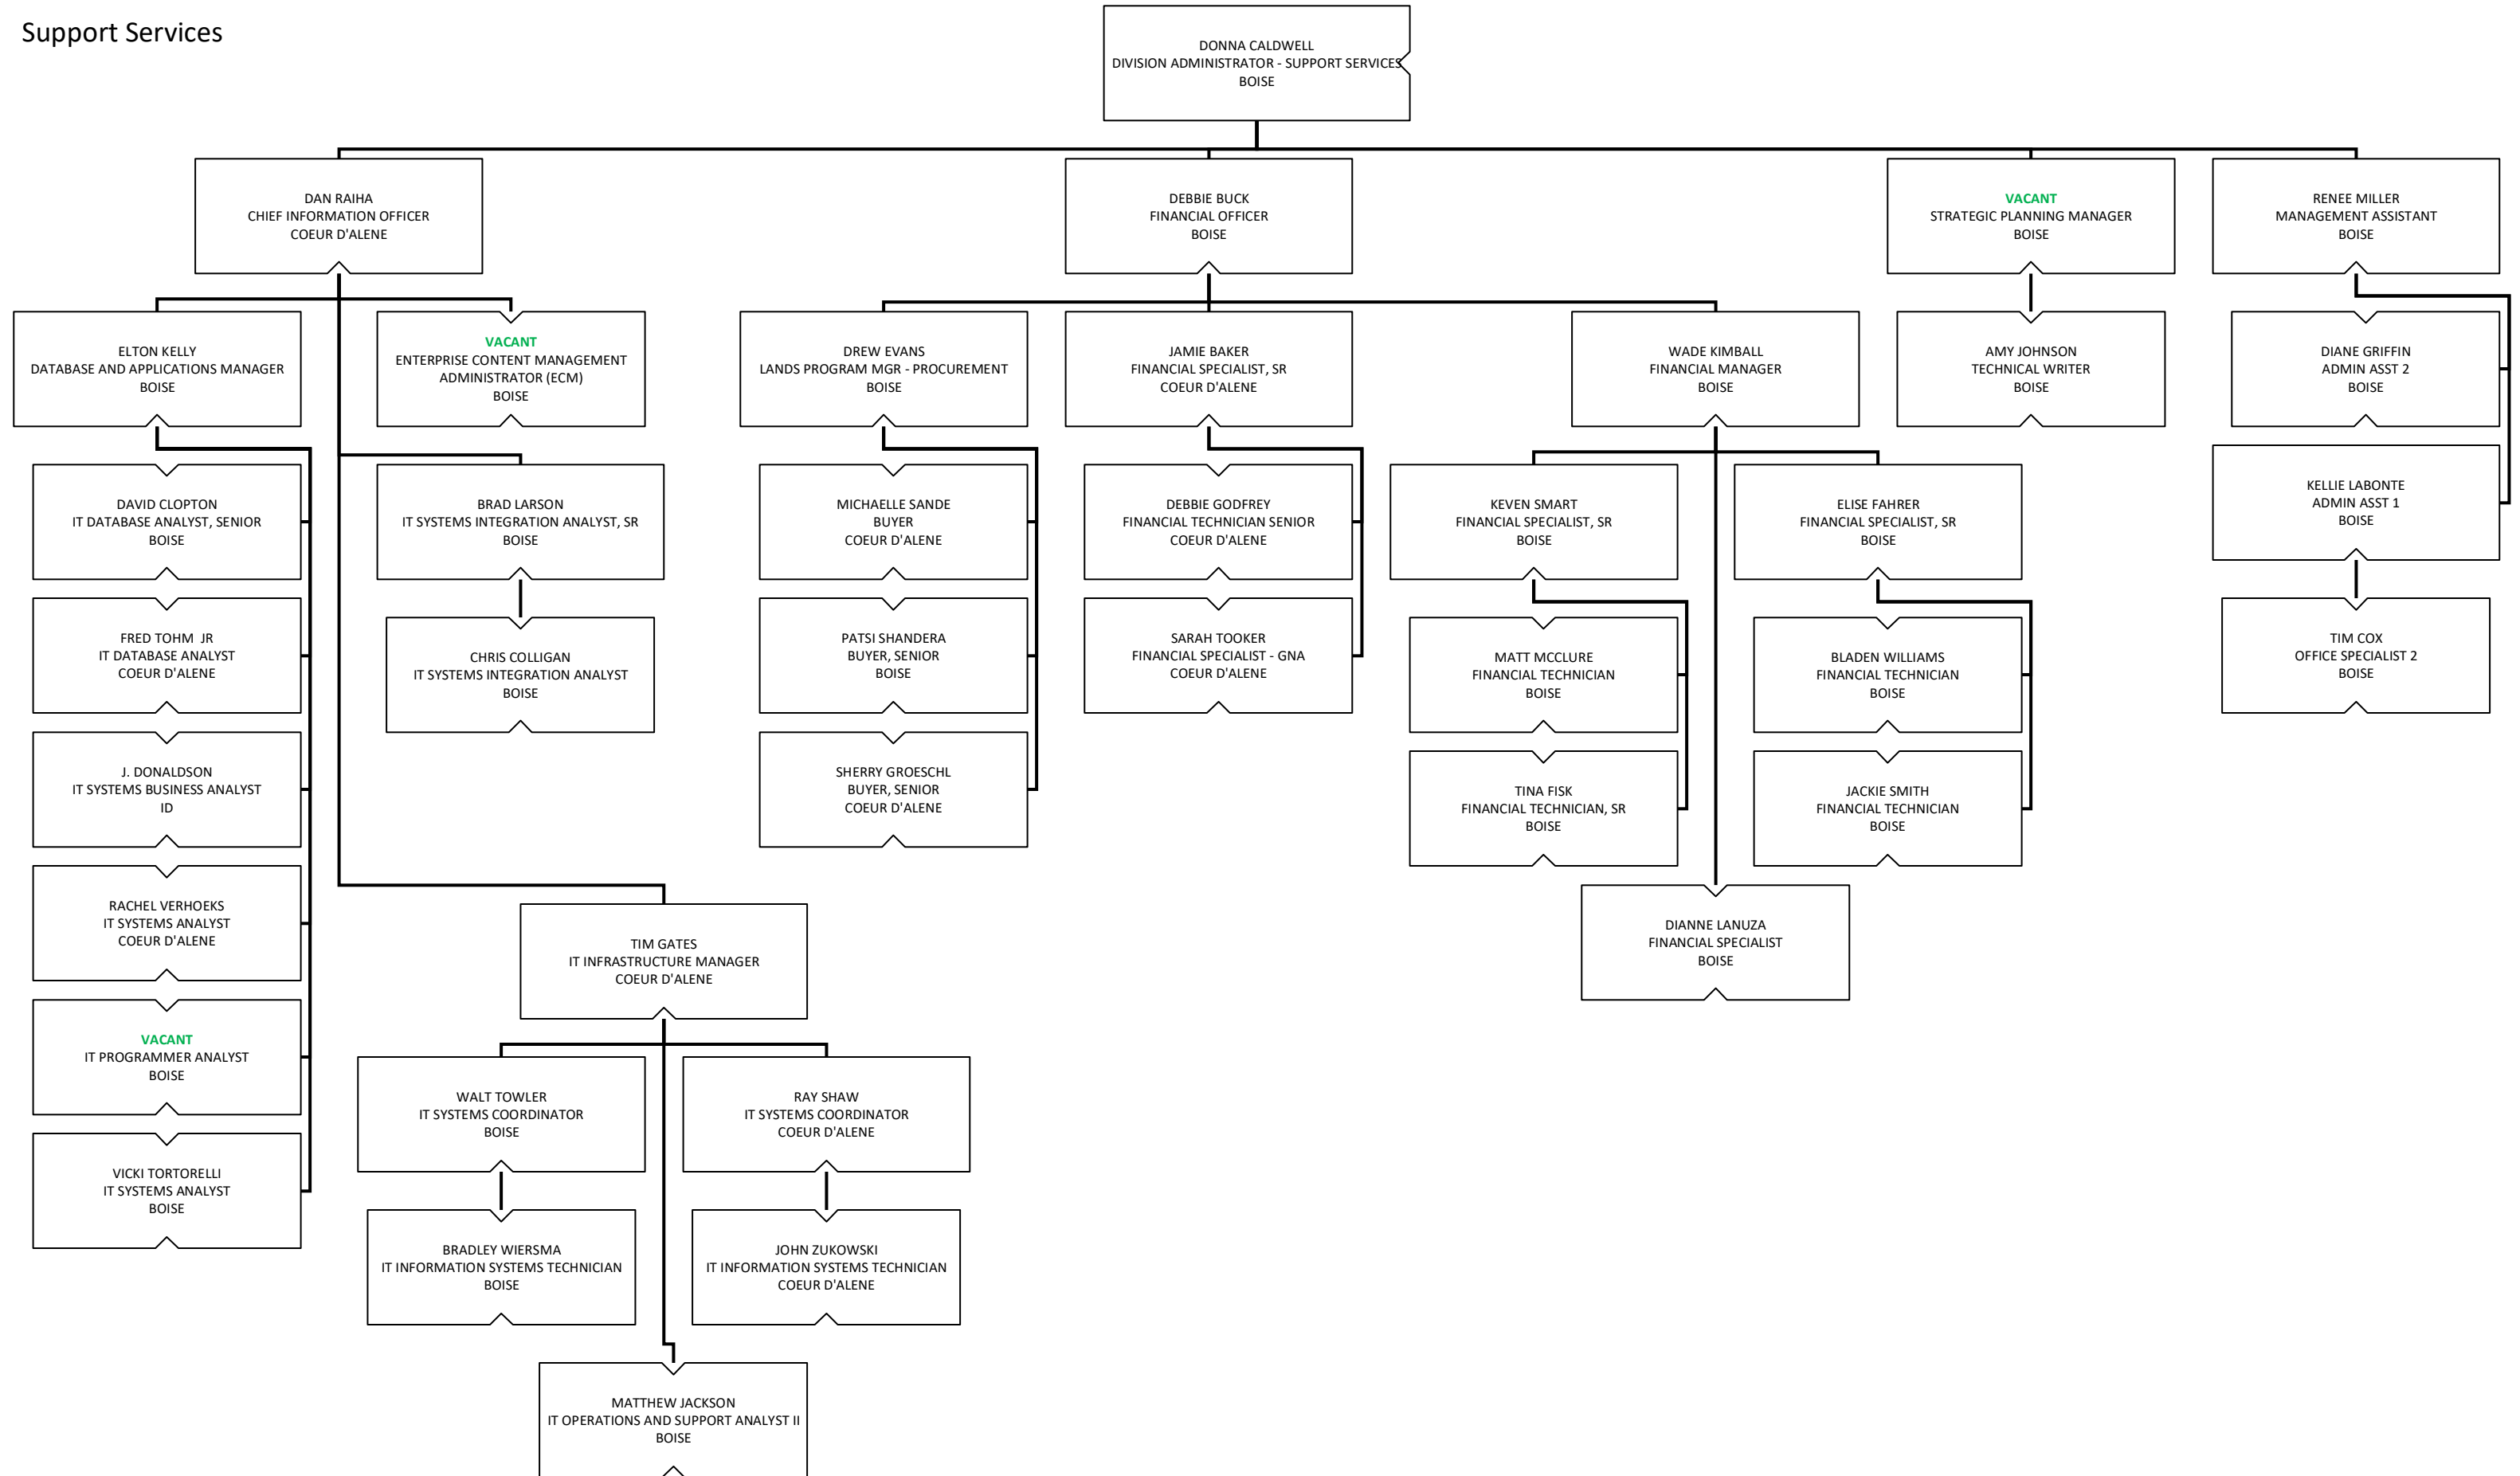 Support Services
DONNA CALDWELL
DIVISION ADMINISTRATOR - SUPPORT SERVICES
BOISE
DAN RAIHA
CHIEF INFORMATION OFFICER
COEUR D'ALENE
DEBBIE BUCK
FINANCIAL OFFICER
BOISE
VACANT
STRATEGIC PLANNING MANAGER
BOISE
RENEE MILLER
MANAGEMENT ASSISTANT
BOISE
ELTON KELLY
DATABASE AND APPLICATIONS MANAGER
BOISE
VACANT
ENTERPRISE CONTENT MANAGEMENT
ADMINISTRATOR (ECM)
BOISE
DREW EVANS
LANDS PROGRAM MGR - PROCUREMENT
BOISE
JAMIE BAKER
FINANCIAL SPECIALIST, SR
COEUR D'ALENE
WADE KIMBALL
FINANCIAL MANAGER
BOISE
AMY JOHNSON
TECHNICAL WRITER
BOISE
DIANE GRIFFIN
ADMIN ASST 2
BOISE
DAVID CLOPTON
IT DATABASE ANALYST, SENIOR
BOISE
BRAD LARSON
IT SYSTEMS INTEGRATION ANALYST, SR
BOISE
MICHAELLE SANDE
BUYER
COEUR D'ALENE
DEBBIE GODFREY
FINANCIAL TECHNICIAN SENIOR
COEUR D'ALENE
KEVEN SMART
FINANCIAL SPECIALIST, SR
BOISE
ELISE FAHRER
FINANCIAL SPECIALIST, SR
BOISE
KELLIE LABONTE
ADMIN ASST 1
BOISE
FRED TOHM  JR
IT DATABASE ANALYST
COEUR D'ALENE
CHRIS COLLIGAN
IT SYSTEMS INTEGRATION ANALYST
BOISE
PATSI SHANDERA
BUYER, SENIOR
BOISE
SARAH TOOKER
FINANCIAL SPECIALIST - GNA
COEUR D'ALENE
MATT MCCLURE
FINANCIAL TECHNICIAN
BOISE
BLADEN WILLIAMS
FINANCIAL TECHNICIAN
BOISE
TIM COX
OFFICE SPECIALIST 2
BOISE
J. DONALDSON
IT SYSTEMS BUSINESS ANALYST
ID
SHERRY GROESCHL
BUYER, SENIOR
COEUR D'ALENE
TINA FISK
FINANCIAL TECHNICIAN, SR
BOISE
JACKIE SMITH
FINANCIAL TECHNICIAN
BOISE
RACHEL VERHOEKS
IT SYSTEMS ANALYST
COEUR D'ALENE
TIM GATES
IT INFRASTRUCTURE MANAGER
COEUR D'ALENE
DIANNE LANUZA
FINANCIAL SPECIALIST
BOISE
VACANT
IT PROGRAMMER ANALYST
BOISE
WALT TOWLER
IT SYSTEMS COORDINATOR
BOISE
RAY SHAW
IT SYSTEMS COORDINATOR
COEUR D'ALENE
VICKI TORTORELLI
IT SYSTEMS ANALYST
BOISE
BRADLEY WIERSMA
IT INFORMATION SYSTEMS TECHNICIAN
BOISE
JOHN ZUKOWSKI
IT INFORMATION SYSTEMS TECHNICIAN
COEUR D'ALENE
MATTHEW JACKSON
IT OPERATIONS AND SUPPORT ANALYST II
BOISE